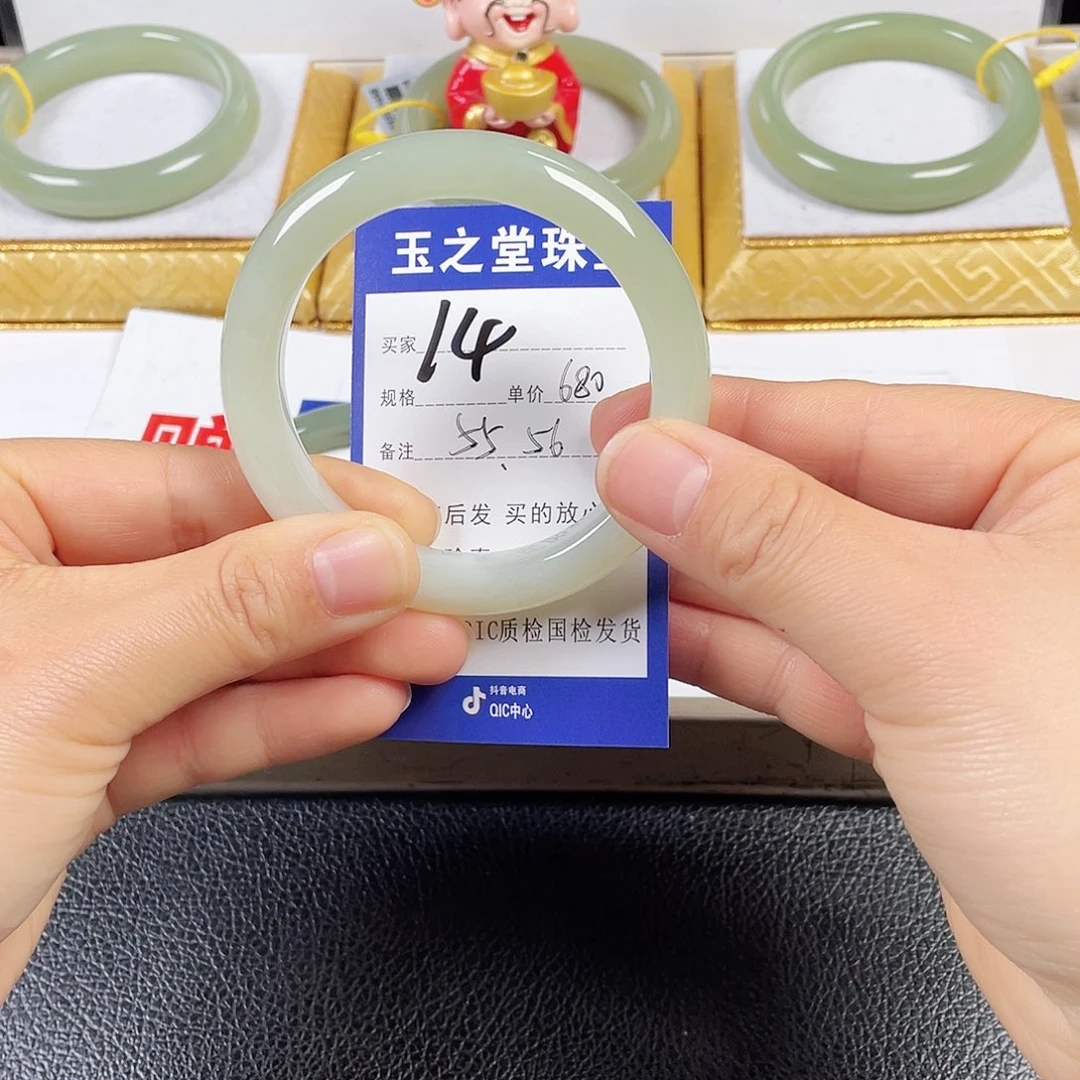 玉之堂珠
买家 14
规格 单价 680
备注 55.56
后发 买的放心
IC质检国检发货
抖音电商
QIC中心